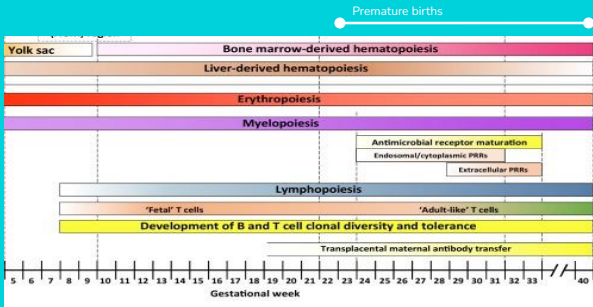 Premature births
Yolk sac
Bone marrow-derived hematopoiesis
Liver-derived hematopoiesis
Erythropoiesis
Myelopoiesis
Antimicrobial receptor maturation
Endosomal/cytoplasmic PRRs
Extracellular PRRs
Lymphopoiesis
'Fetal' T cells 'Adult-like' T cells
Development of B and T cell clonal diversity and tolerance
Transplacental maternal antibody transfer
5 6 7 8 9 10 11 12 13 14 15 16 17 18 19 20 21 22 23 24 25 26 27 28 29 30 31 32 33 40
Gestational week